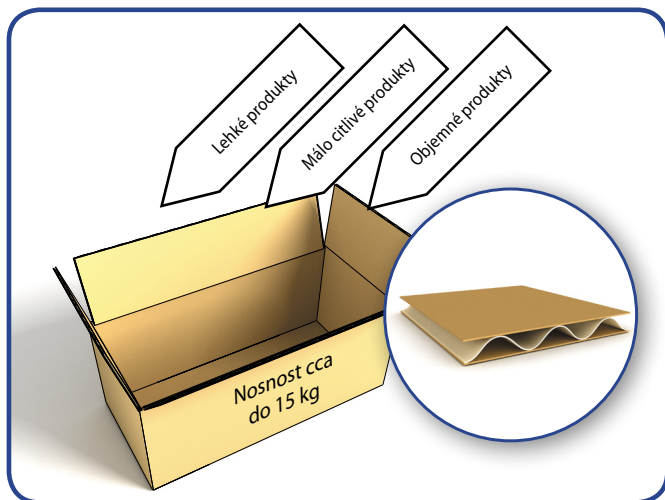 Lehké produkty
Málo citlivé produkty
Objemné produkty
Nosnost cca
do 15 kg